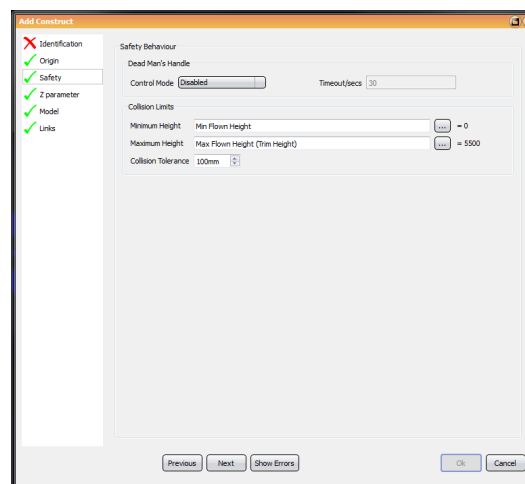 Add Construct
Identification
Origin
Safety
Z parameter
Model
Links
Safety Behaviour
Dead Man's Handle
Control Mode Disabled Timeout/secs 30
Collision Limits
Minimum Height Min Flown Height ... = 0
Maximum Height Max Flown Height (Trim Height) ... = 5500
Collision Tolerance 100mm
Previous Next Show Errors Ok Cancel